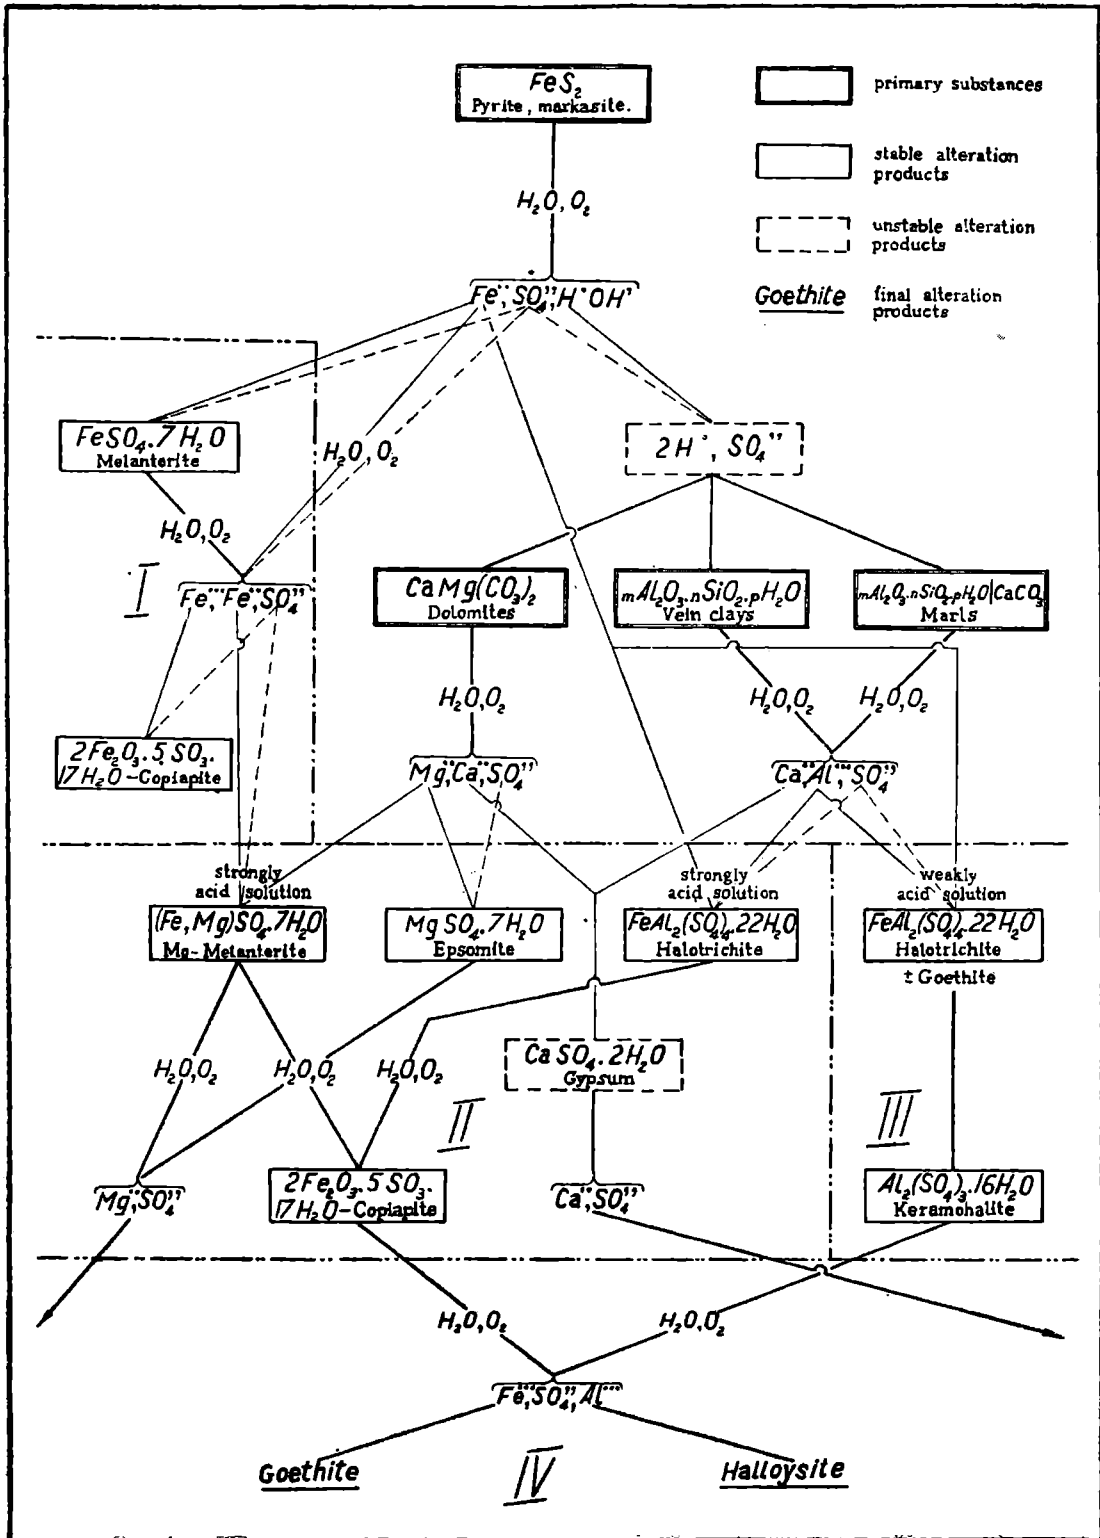 FeS₂
Pyrite, markasite.
primary substances
stable alteration
products
unstable alteration
products
Goethite
final alteration
products
H₂O, O₂
Fe¨, SO₄'', H˙ OH'
FeSO₄.7H₂O
Melanterite
H₂O, O₂
2H˙, SO₄''
H₂O,O₂
I
Fe˙˙˙, Fe¨, SO₄''
CaMg(CO₃)₂
Dolomites
mAl₂O₃.nSiO₂.pH₂O
Vein clays
mAl₂O₃.nSiO₂.pH₂O|CaCO₃
Marls
H₂O,O₂
H₂O,O₂
H₂O,O₂
2Fe₂O₃.5SO₃.
17H₂O-Copiapite
Mg¨, Ca¨, SO₄''
Ca¨, Al˙˙˙, SO₄''
strongly
acid solution
strongly
acid solution
weakly
acid solution
(Fe,Mg)SO₄.7H₂O
Mg-Melanterite
MgSO₄.7H₂O
Epsomite
FeAl₂(SO₄)₄.22H₂O
Halotrichite
FeAl₂(SO₄)₄.22H₂O
Halotrichite
± Goethite
CaSO₄.2H₂O
Gypsum
H₂O,O₂
H₂O,O₂
H₂O,O₂
II
III
Mg¨, SO₄''
2Fe₂O₃.5SO₃.
17H₂O-Copiapite
Ca¨, SO₄''
Al₂(SO₄)₃.16H₂O
Keramohalite
H₂O,O₂
H₂O,O₂
Fe˙˙˙, SO₄'', Al˙˙˙
Goethite
IV
Halloysite